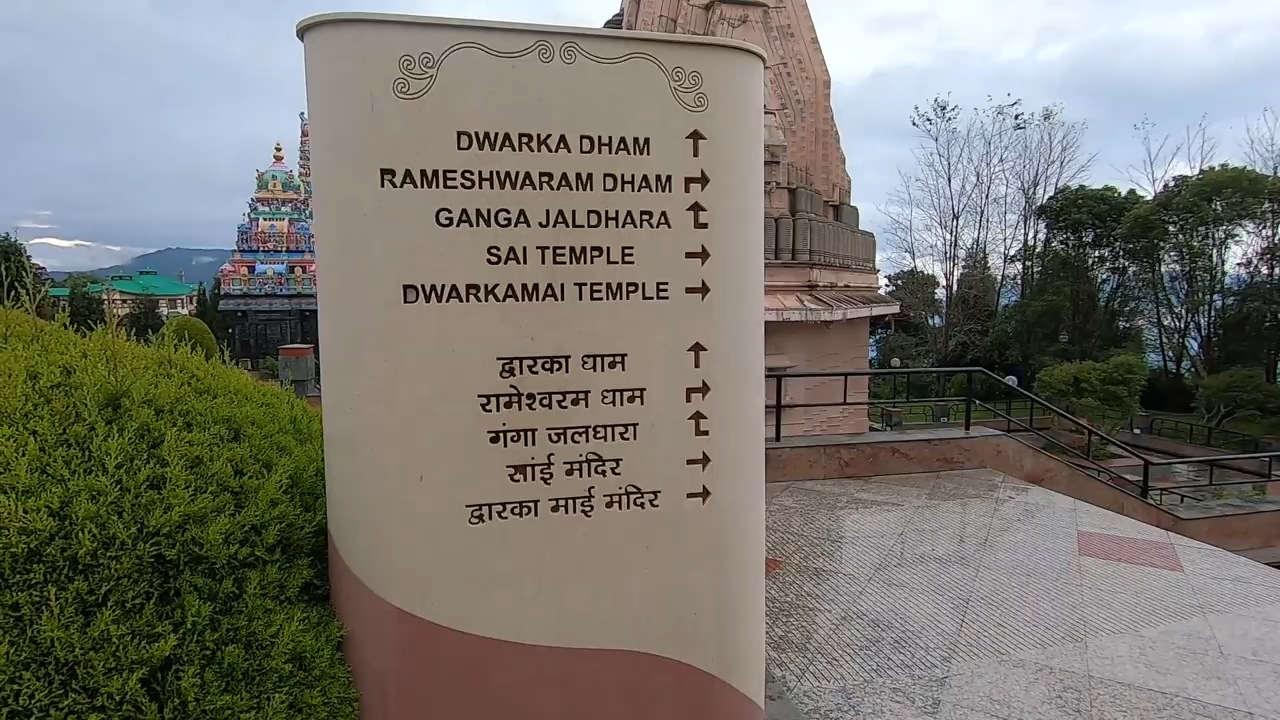 DWARKA DHAM ↑
RAMESHWARAM DHAM ↱
GANGA JALDHARA ⮤
SAI TEMPLE →
DWARKAMAI TEMPLE →
द्वारका धाम ↑
रामेश्वरम धाम ↱
गंगा जलधारा ⮤
सांई मंदिर →
द्वारका माई मंदिर →